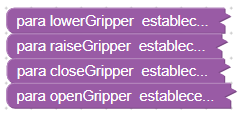 para lowerGripper establec...
para raiseGripper establec...
para closeGripper establec...
para openGripper establece...